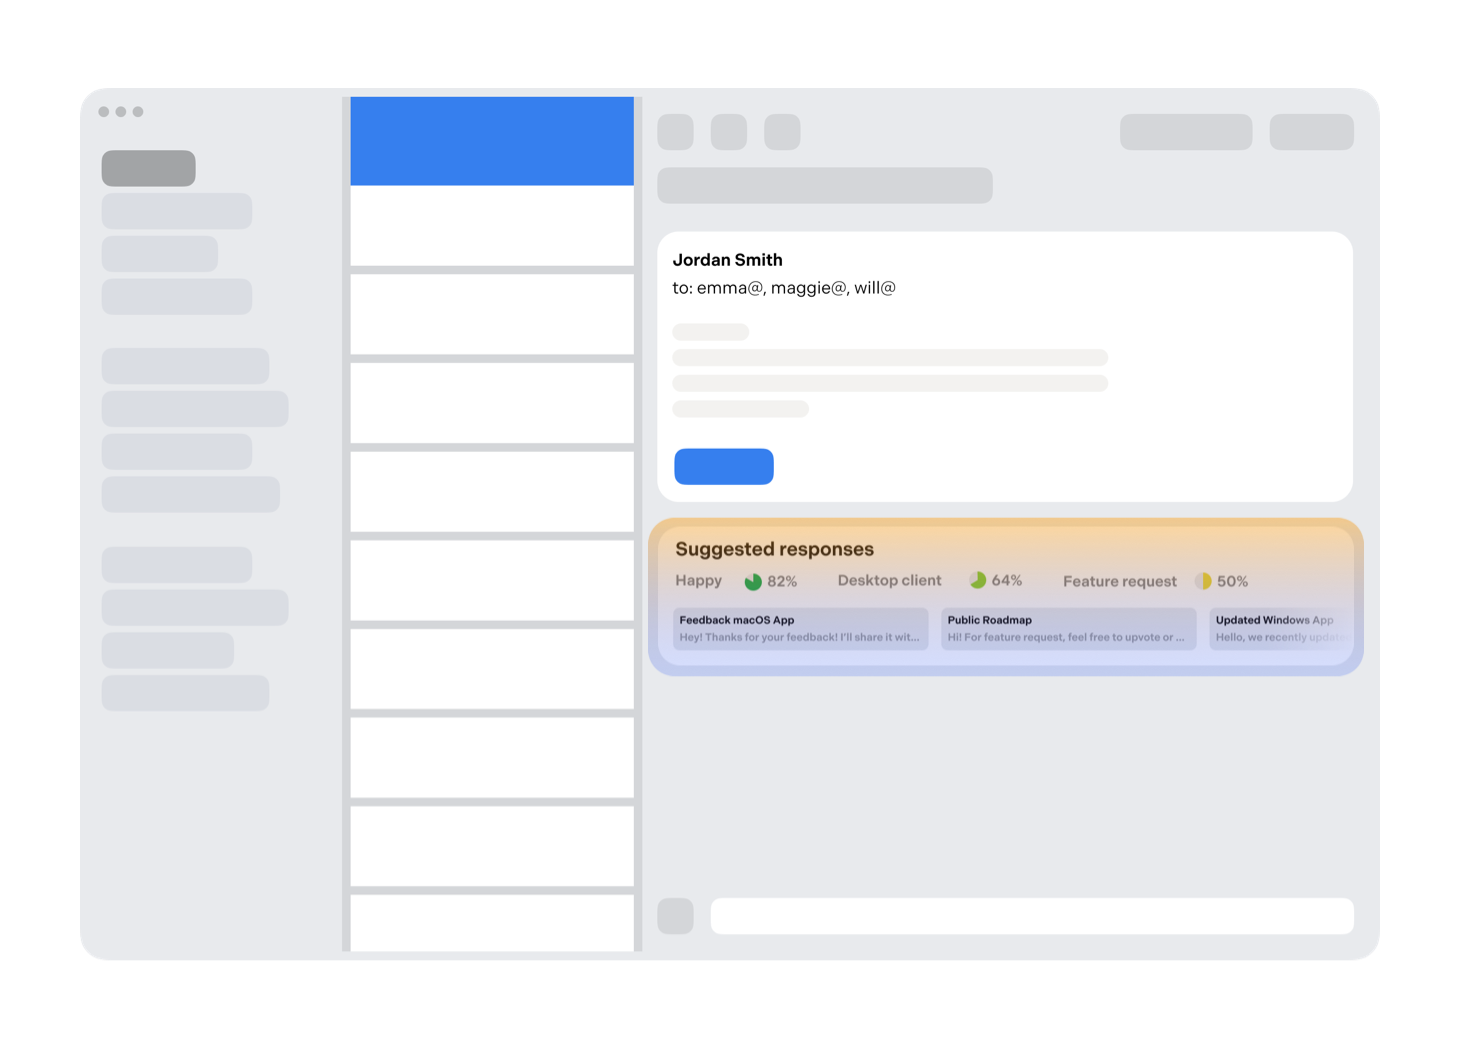 Jordan Smith
to: emma@, maggie@, will@
Suggested responses
Happy 82% Desktop client 64% Feature request 50%
Feedback macOS App
Hey! Thanks for your feedback! I'll share it wit...
Public Roadmap
Hi! For feature request, feel free to upvote or ...
Updated Windows App
Hello, we recently